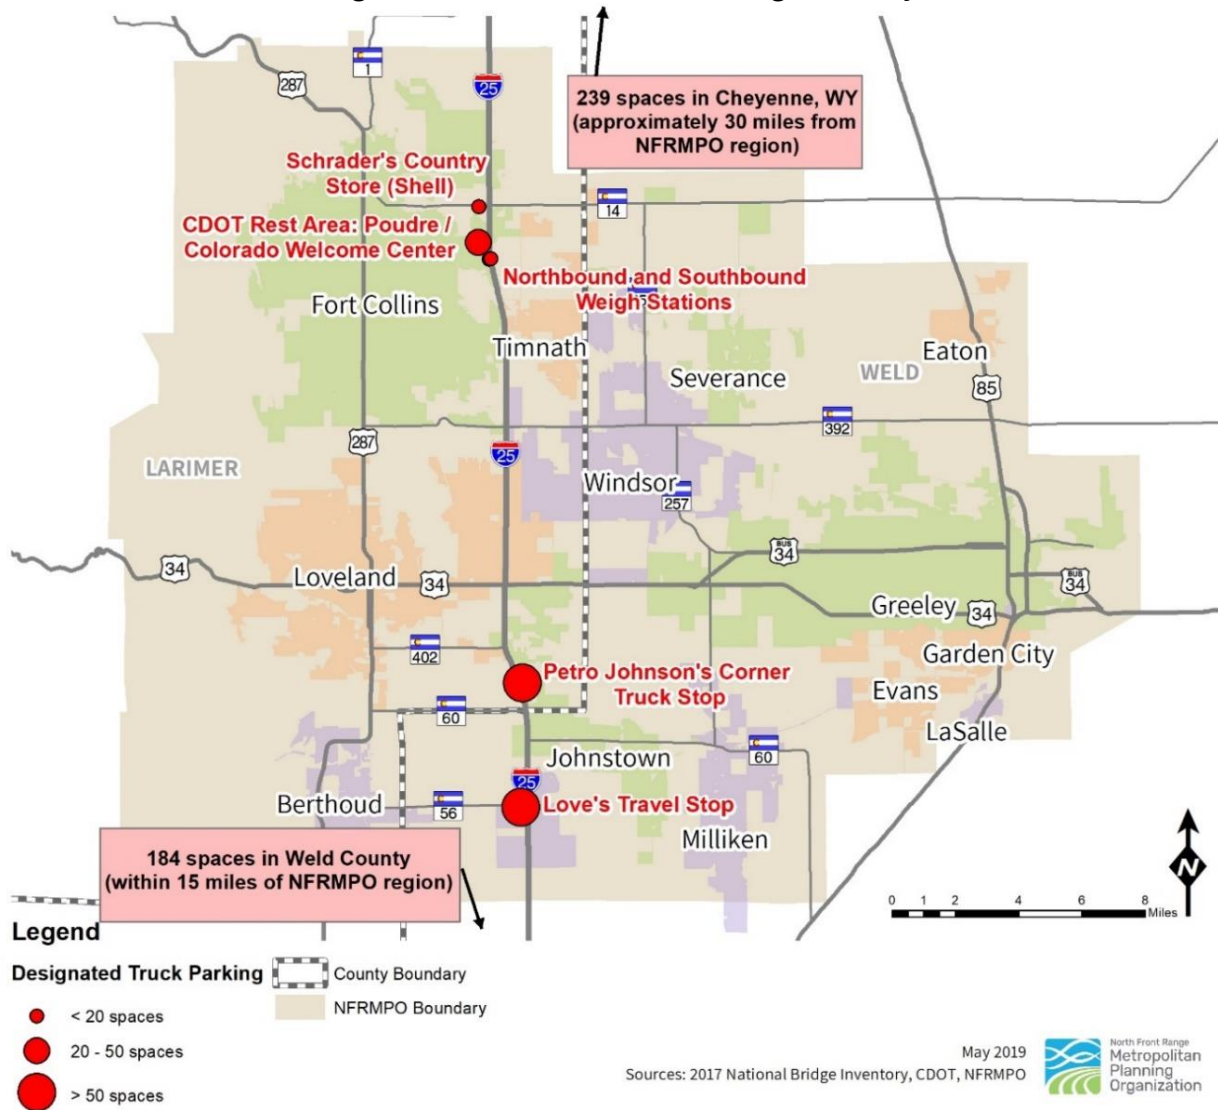 287
1
25
239 spaces in Cheyenne, WY
(approximately 30 miles from
NFRMPO region)
Schrader's Country
Store (Shell)
14
CDOT Rest Area: Poudre /
Colorado Welcome Center
Northbound and Southbound
Weigh Stations
Fort Collins
Timnath
Eaton
Severance
WELD
85
392
287
25
LARIMER
Windsor
257
BUS
34
34
Loveland
34
BUS
34
Greeley
34
402
Garden City
Petro Johnson's Corner
Truck Stop
Evans
60
LaSalle
Johnstown
60
25
Berthoud
56
Love's Travel Stop
Milliken
184 spaces in Weld County
(within 15 miles of NFRMPO region)
N
0 1 2 4 6 8
Miles
Legend
Designated Truck Parking
County Boundary
NFRMPO Boundary
< 20 spaces
20 - 50 spaces
> 50 spaces
May 2019
Sources: 2017 National Bridge Inventory, CDOT, NFRMPO
North Front Range
Metropolitan
Planning
Organization